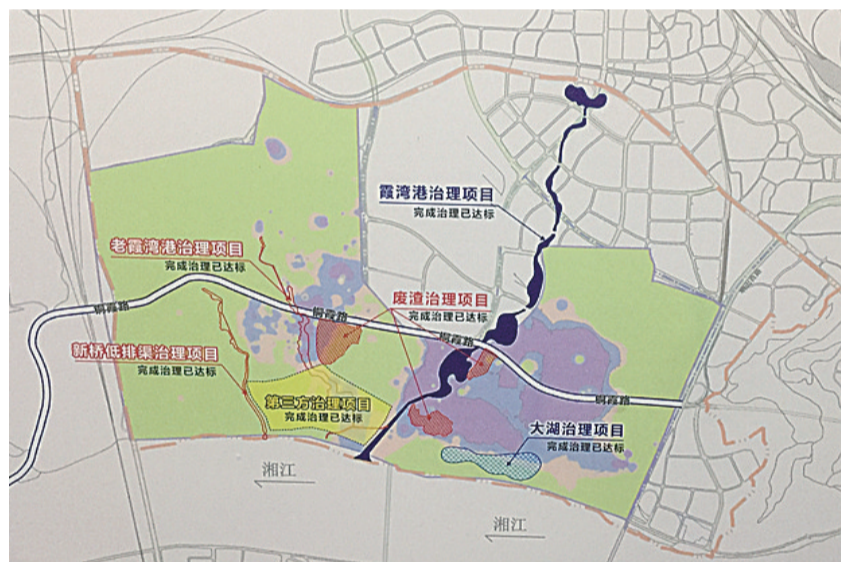 霞湾港治理项目
完成治理已达标
老霞湾港治理项目
完成治理已达标
废渣治理项目
完成治理已达标
铜霞路
铜霞路
铜霞路
铜霞路
新桥低排渠治理项目
完成治理已达标
第三方治理项目
完成治理已达标
大湖治理项目
完成治理已达标
湘江
湘江